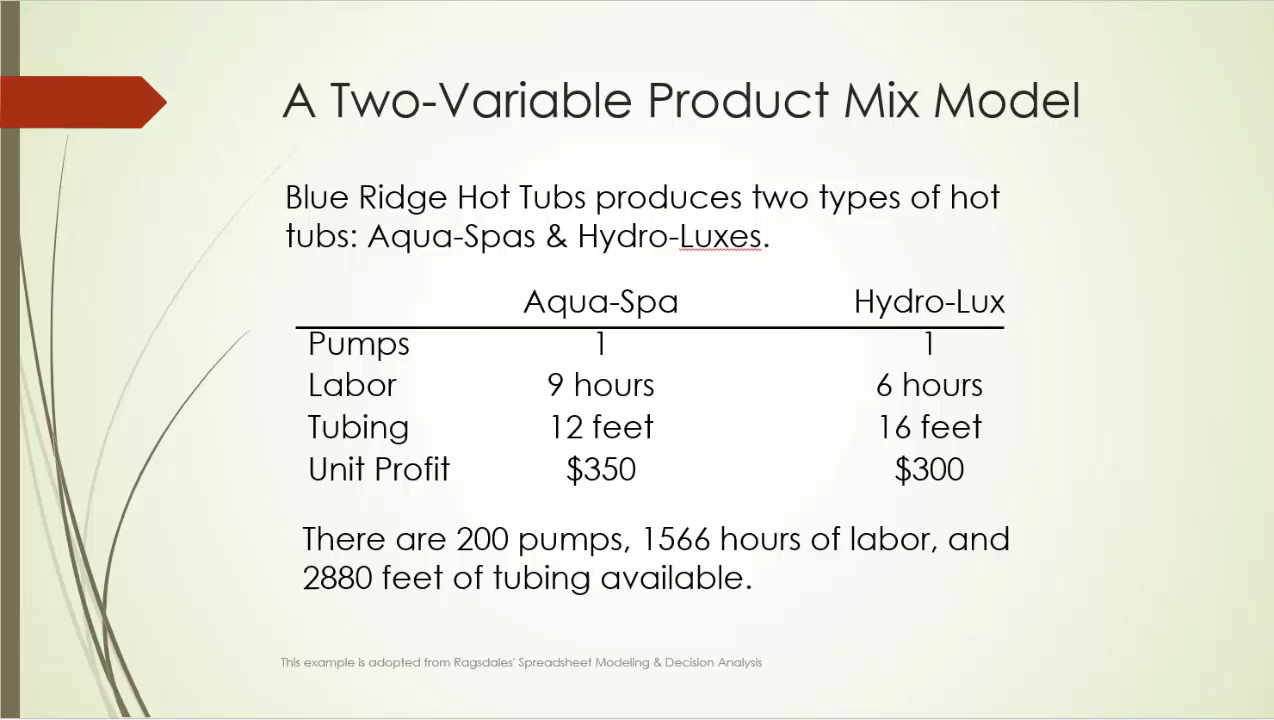 A Two-Variable Product Mix Model
Blue Ridge Hot Tubs produces two types of hot
tubs: Aqua-Spas & Hydro-Luxes.
Aqua-Spa Hydro-Lux
Pumps 1 1
Labor 9 hours 6 hours
Tubing 12 feet 16 feet
Unit Profit $350 $300
There are 200 pumps, 1566 hours of labor, and
2880 feet of tubing available.
This example is adopted from Ragsdales' Spreadsheet Modeling & Decision Analysis